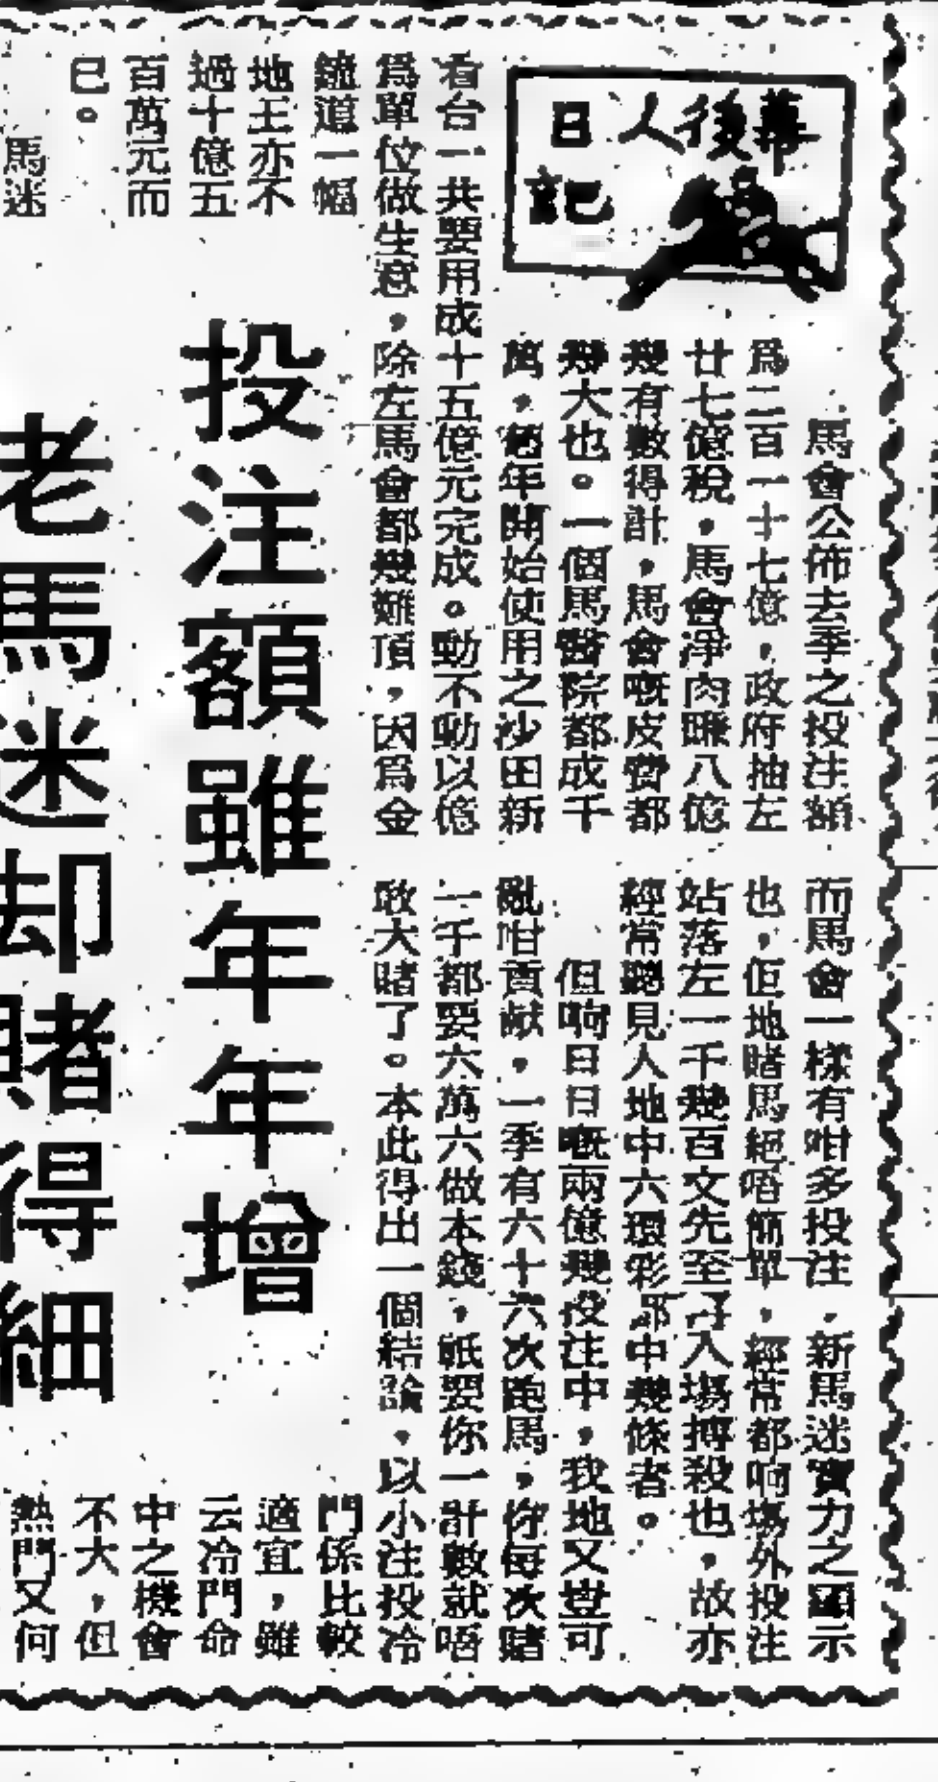 幕後人
日記
投注額雖年年增
老馬迷却賭得細
馬會公佈去季之投注額
爲二百一十七億，政府抽左
廿七億稅，馬會淨肉賺八億
幾有數得計，馬會嘅皮費都
幾大也。一個馬醫院都成千
萬，舊年開始使用之沙田新
看台一共要用成十五億元完成。動不動以億
爲單位做生意，除左馬會都幾難頂，因爲金
鐘道一幅
地王亦不
過十億五
百萬元而
已。
馬迷
而馬會一樣有咁多投注，新馬迷實力之顯示
也，佢地賭馬絕唔簡單，經常都响塲外投注
站落左一千幾百文先至入塲搏殺也，故亦
經常聽見人地中六環彩都中幾條者。
但响日日嘅兩億幾投注中，我地又豈可
亂咁貢献，一季有六十六次跑馬，你每次賭
一千都要六萬六做本錢，祇要你一計數就唔
敢大賭了。本此得出一個結論，以小注投冷
門係比較
適宜，雖
云冷門命
中之機會
不大，但
熱門又何